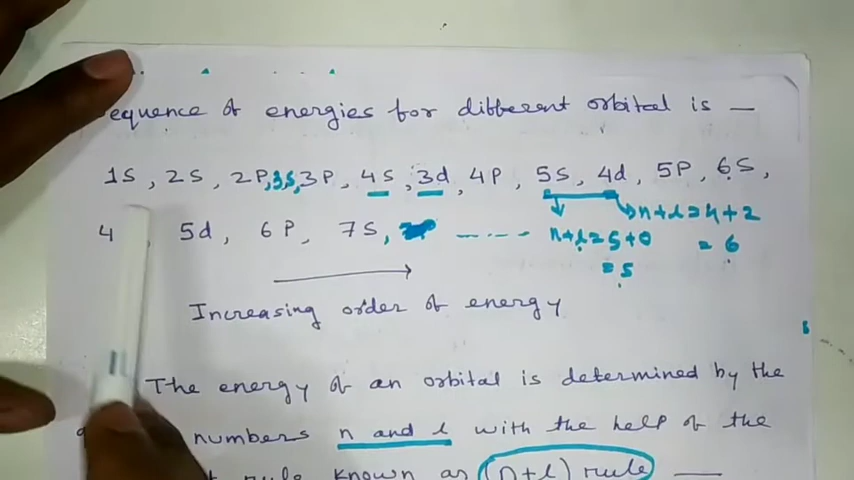 equence of energies for different orbital is —
1S, 2S, 2P, 3S, 3P, 4S, 3d, 4P, 5S, 4d, 5P, 6S,
4 , 5d, 6P, 7S, ------
n+l=4+2
= 6
n+l=5+0
= 5
Increasing order of energy
The energy of an orbital is determined by the
numbers n and l with the help of the
rule known as (n+l) rule —